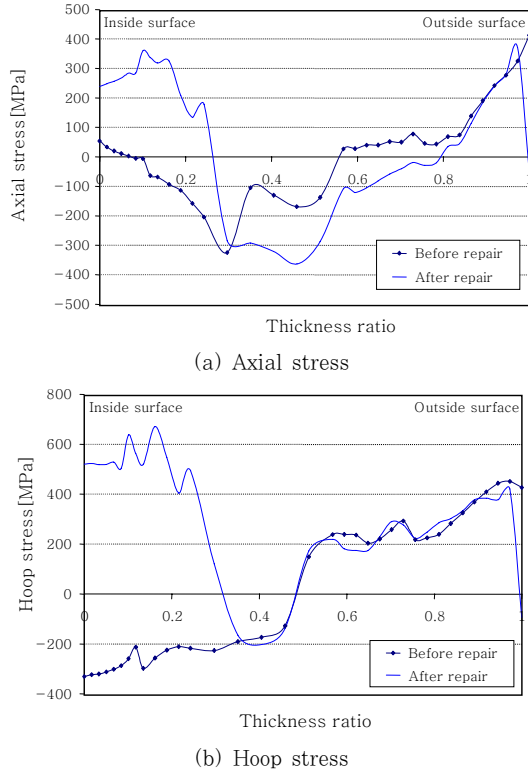 500
Inside surface
Outside surface
400
300
200
100
0
-100
-200
-300
-400
-500
0
0.2
0.4
0.6
0.8
1
Axial stress[MPa]
Before repair
After repair
Thickness ratio
(a) Axial stress
800
Inside surface
Outside surface
600
400
200
0
-200
-400
0
0.2
0.4
0.6
0.8
1
Hoop stress[MPa]
Before repair
After repair
Thickness ratio
(b) Hoop stress